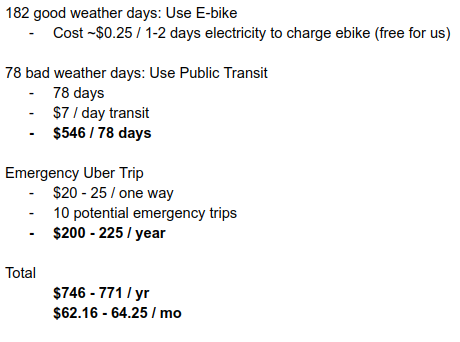 182 good weather days: Use E-bike
- Cost ~$0.25 / 1-2 days electricity to charge ebike (free for us)
78 bad weather days: Use Public Transit
- 78 days
- $7 / day transit
- $546 / 78 days
Emergency Uber Trip
- $20 - 25 / one way
- 10 potential emergency trips
- $200 - 225 / year
Total
$746 - 771 / yr
$62.16 - 64.25 / mo